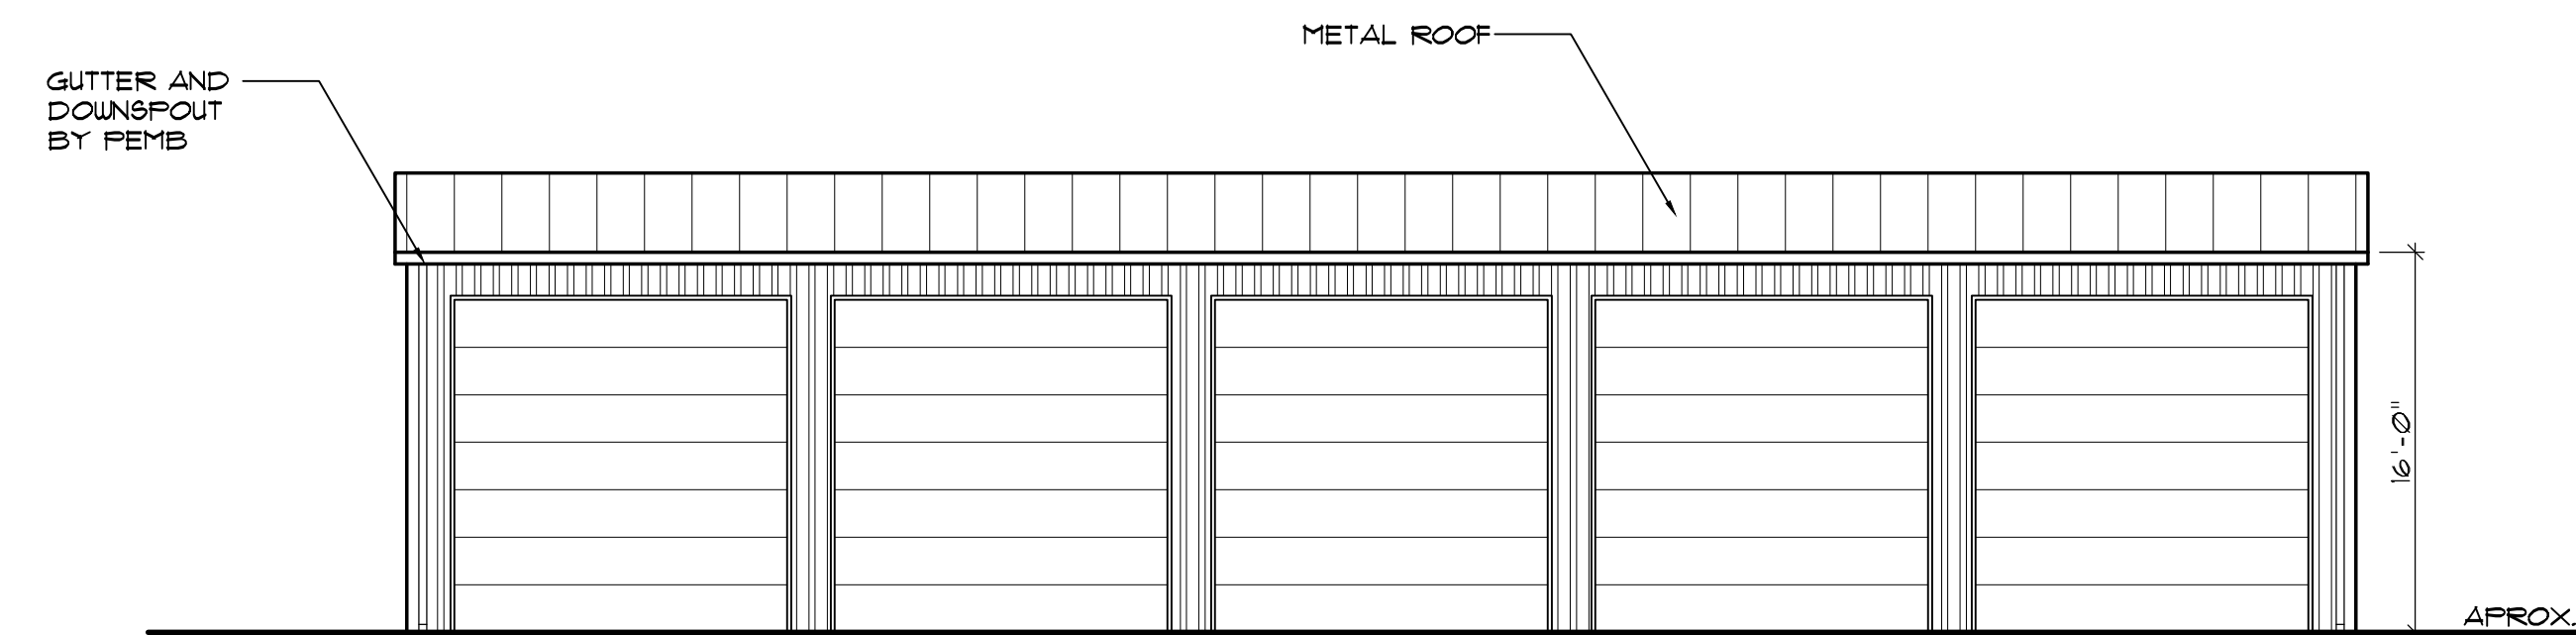 METAL ROOF
GUTTER AND
DOWNSPOUT
BY PEMB
16'-0"
APROX.